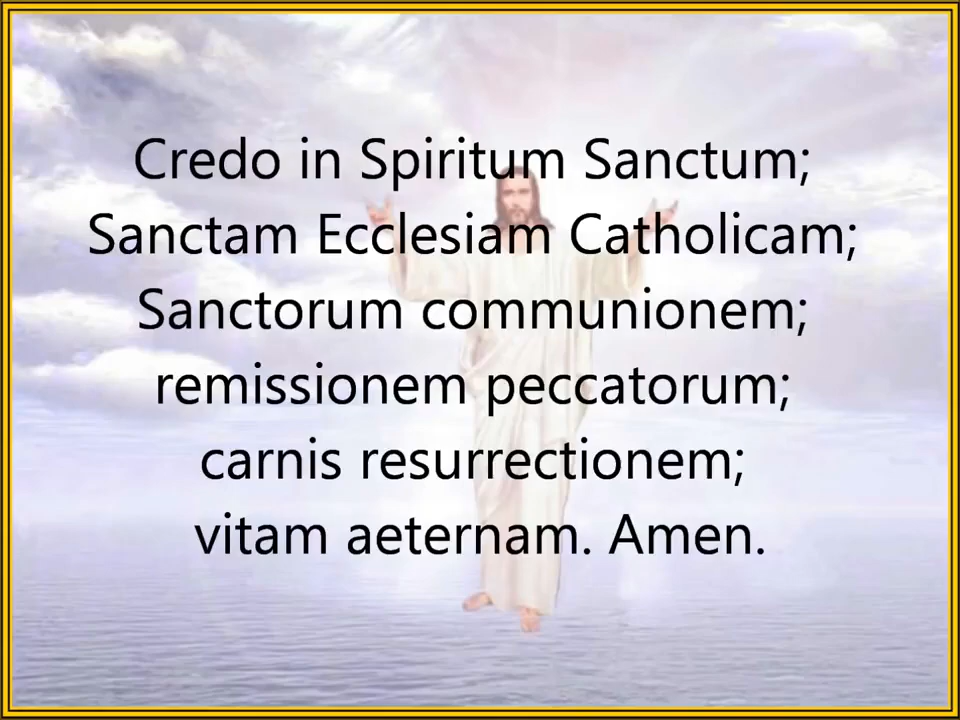 Credo in Spiritum Sanctum;
Sanctam Ecclesiam Catholicam;
Sanctorum communionem;
remissionem peccatorum;
carnis resurrectionem;
vitam aeternam. Amen.